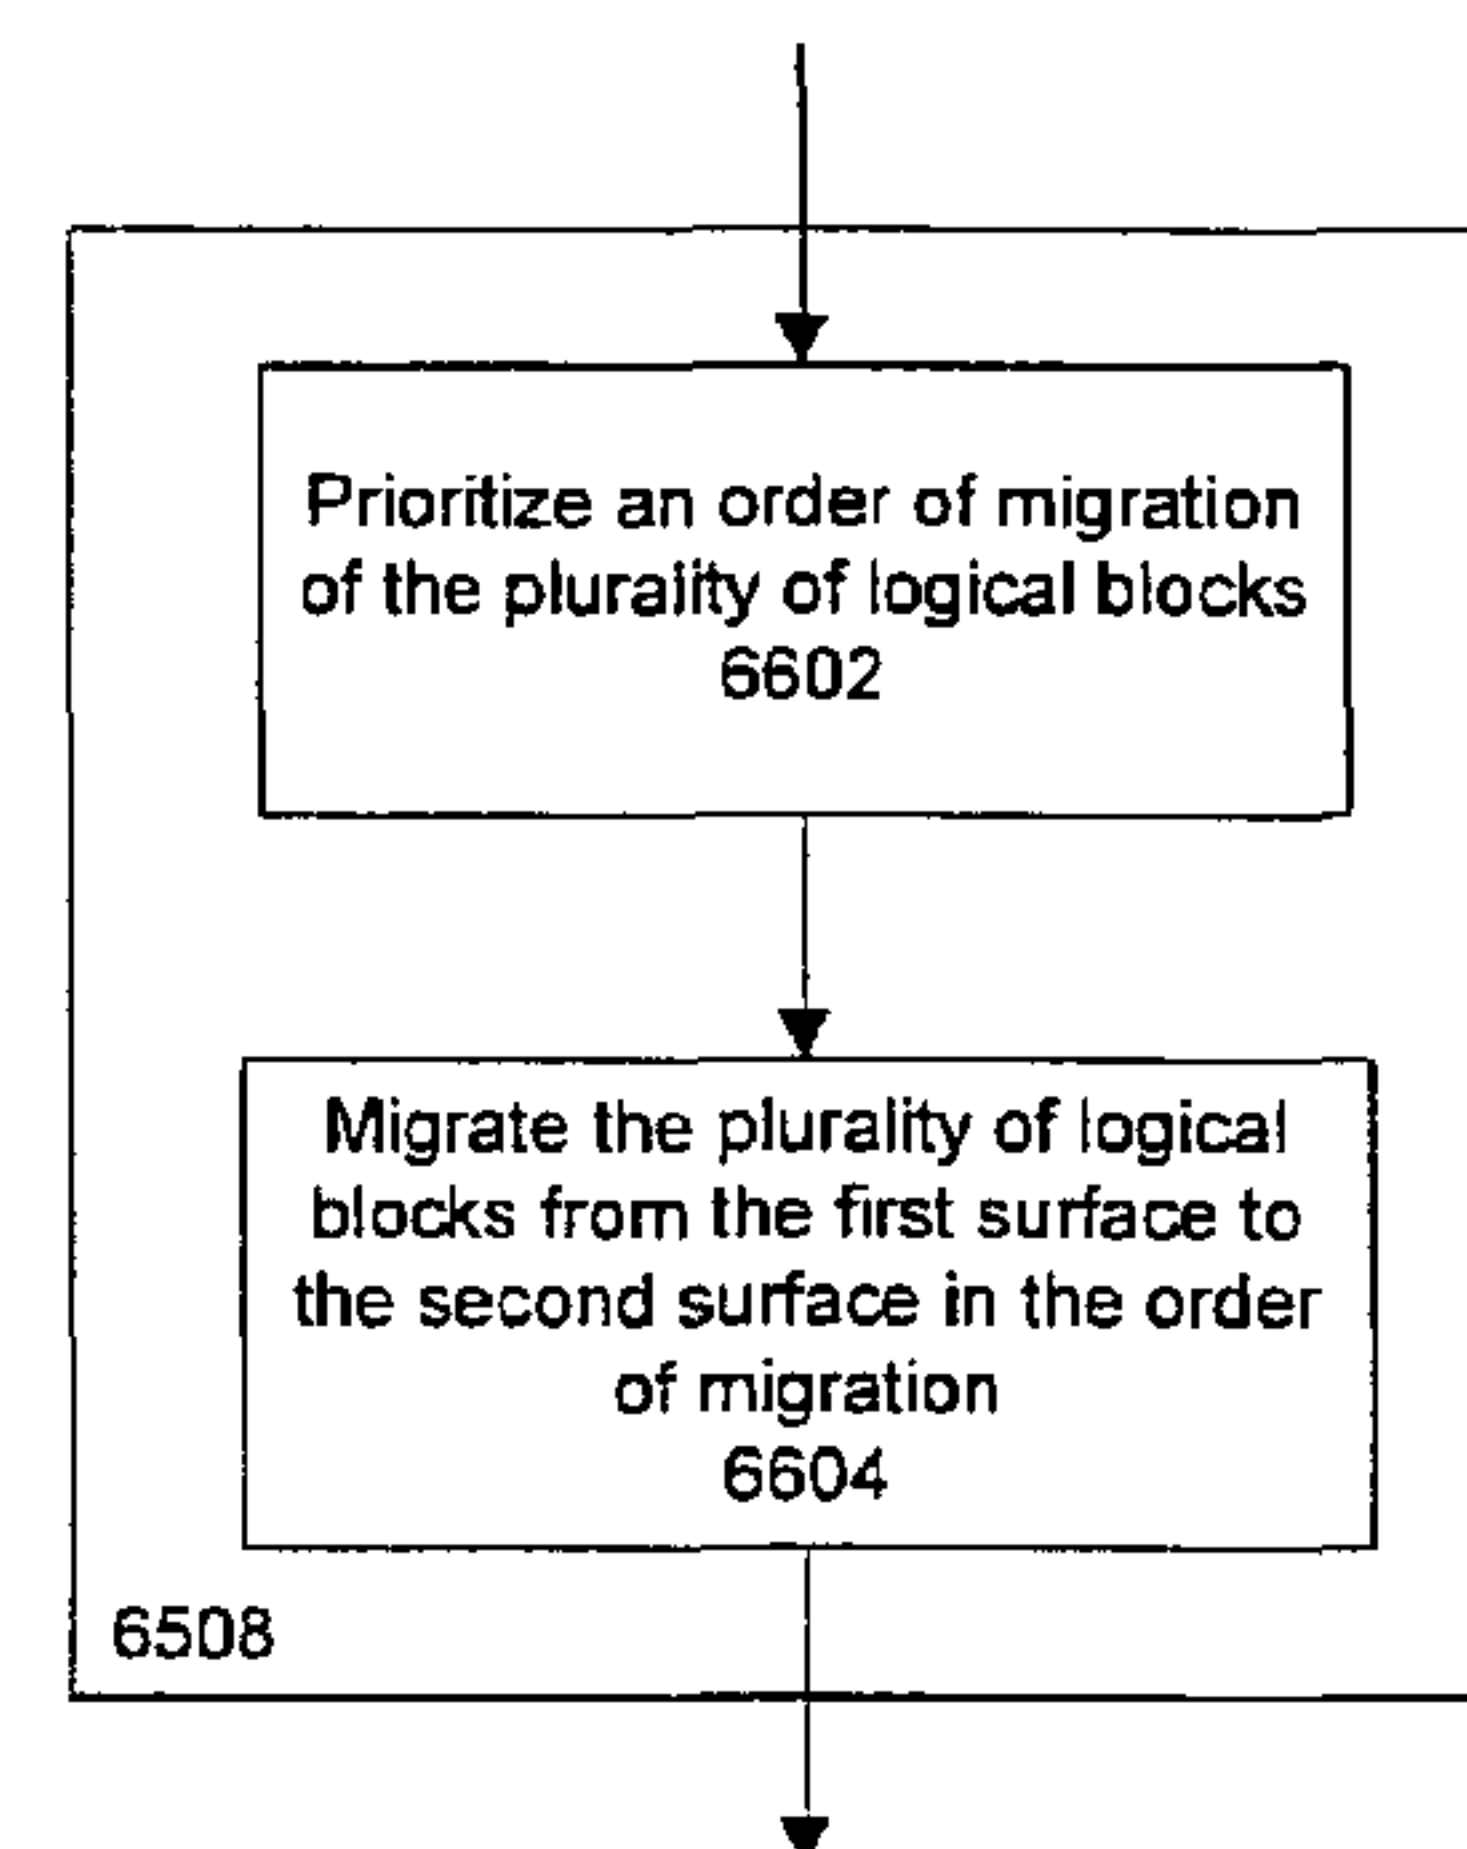 Prioritize an order of migration
of the plurality of logical blocks
6602
Migrate the plurality of logical
blocks from the first surface to
the second surface in the order
of migration
6604
6508